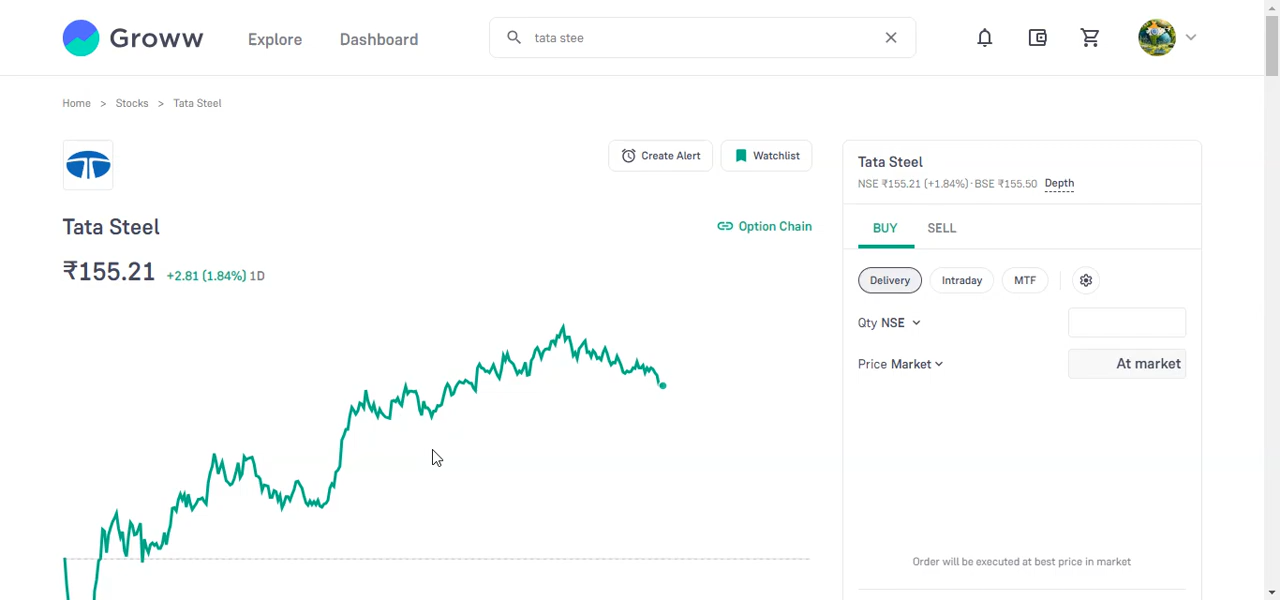 Groww Explore Dashboard tata stee
Home > Stocks > Tata Steel
Create Alert Watchlist
Tata Steel
Option Chain
₹155.21 +2.81 (1.84%) 1D
Tata Steel
NSE ₹155.21 (+1.84%) · BSE ₹155.50 Depth
BUY SELL
Delivery Intraday MTF
Qty NSE
Price Market At market
Order will be executed at best price in market